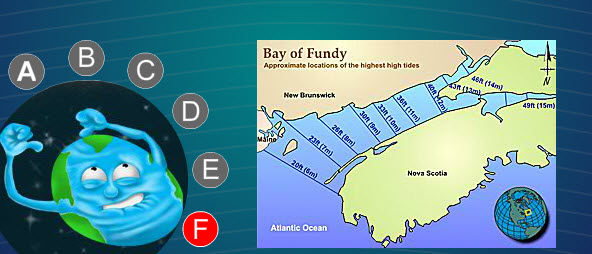 A
B
C
D
E
F
Bay of Fundy
Approximate locations of the highest high tides
N
New Brunswick
Maine
Nova Scotia
Atlantic Ocean
20ft (6m)
23ft (7m)
26ft (8m)
30ft (9m)
33ft (10m)
36ft (11m)
40ft (12m)
43ft (13m)
46ft (14m)
49ft (15m)